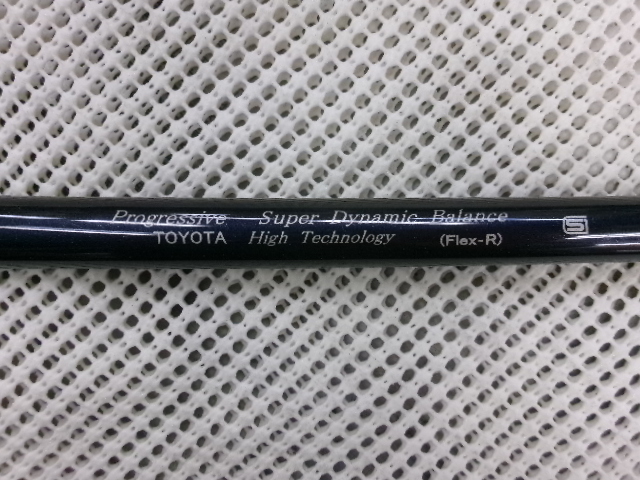 Progressive Super Dynamic Balance
TOYOTA High Technology (Flex-R)
S